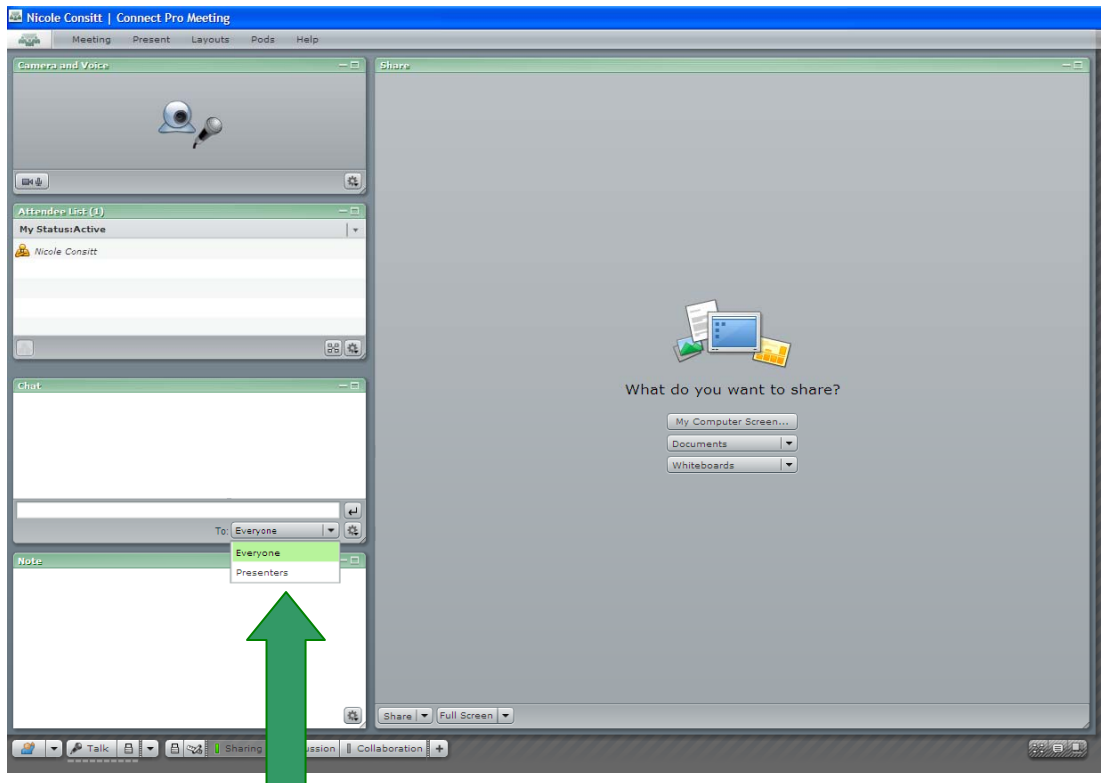 Nicole Consitt | Connect Pro Meeting
Meeting Present Layouts Pods Help
Camera and Voice
Share
Attendee List (1)
My Status:Active
Nicole Consitt
Chat
To: Everyone
Everyone
Presenters
Note
What do you want to share?
My Computer Screen...
Documents
Whiteboards
Share Full Screen
Talk Sharing ussion Collaboration +